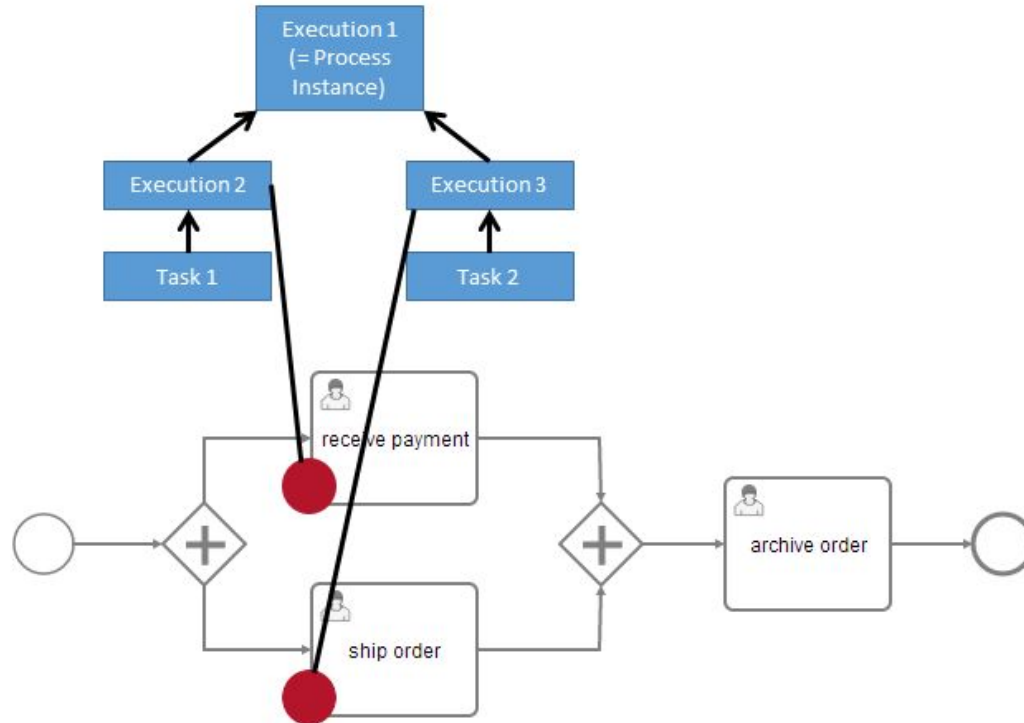 Execution 1
(= Process
Instance)
Execution 2
Execution 3
Task 1
Task 2
receive payment
archive order
ship order